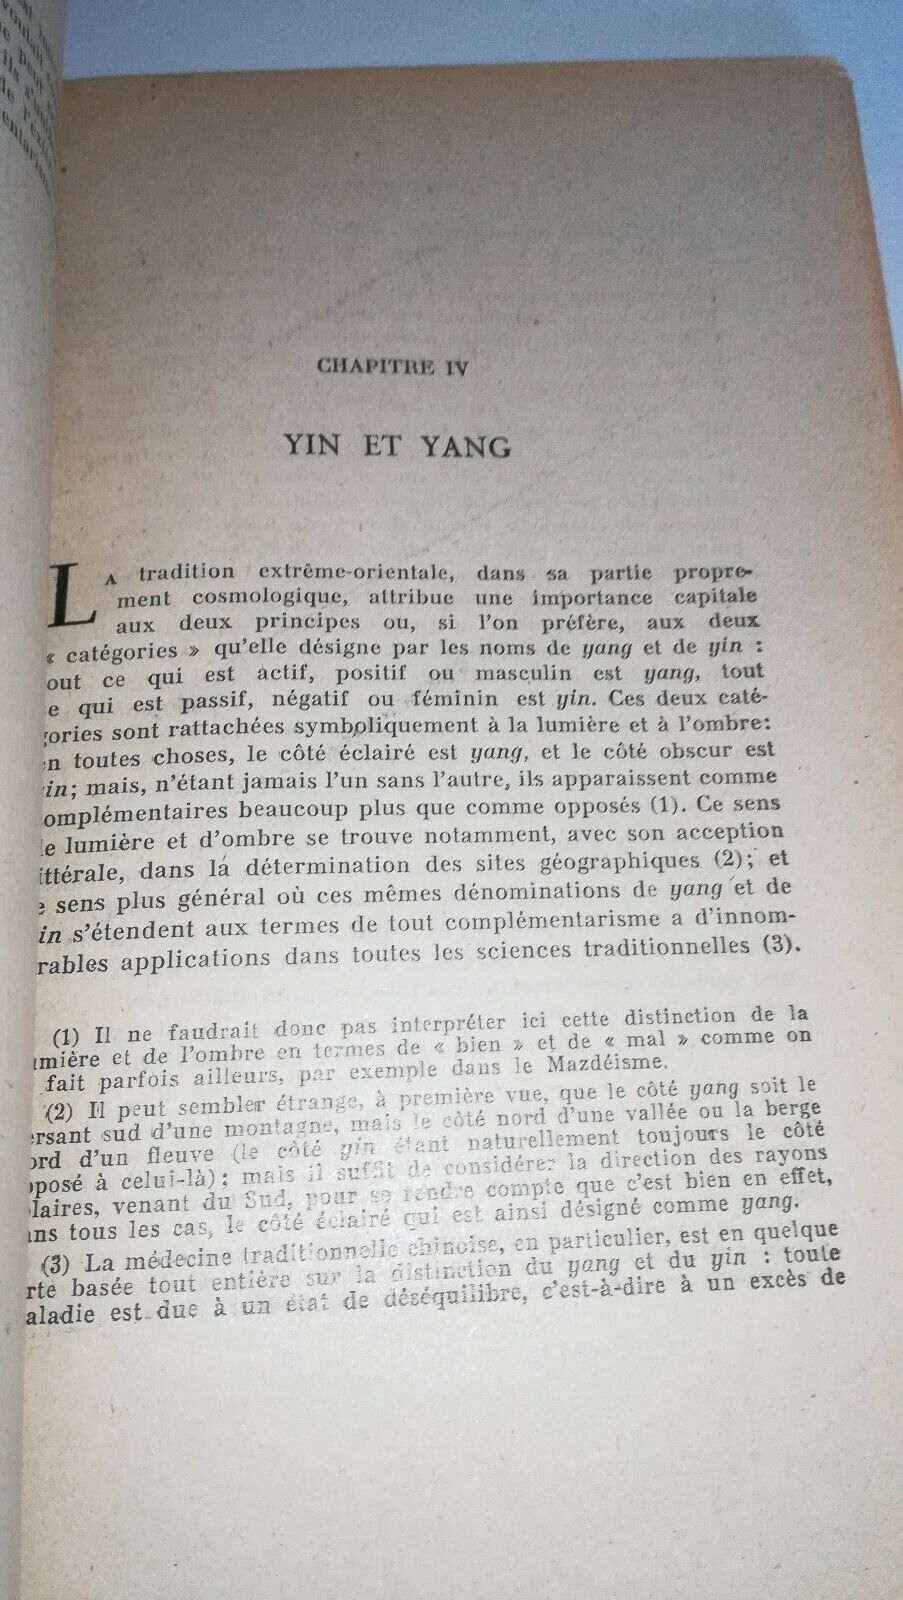 voulait
CHAPITRE IV
YIN ET YANG
LA tradition extrême-orientale, dans sa partie propre-
ment cosmologique, attribue une importance capitale
aux deux principes ou, si l'on préfère, aux deux
« catégories » qu'elle désigne par les noms de yang et de yin :
out ce qui est actif, positif ou masculin est yang, tout
e qui est passif, négatif ou féminin est yin. Ces deux caté-
gories sont rattachées symboliquement à la lumière et à l'ombre:
en toutes choses, le côté éclairé est yang, et le côté obscur est
yin; mais, n'étant jamais l'un sans l'autre, ils apparaissent comme
omplémentaires beaucoup plus que comme opposés (1). Ce sens
de lumière et d'ombre se trouve notamment, avec son acception
ittérale, dans la détermination des sites géographiques (2); et
e sens plus général où ces mêmes dénominations de yang et de
in s'étendent aux termes de tout complémentarisme a d'innom-
rables applications dans toutes les sciences traditionnelles (3).
(1) Il ne faudrait donc pas interpréter ici cette distinction de la
umière et de l'ombre en termes de « bien » et de « mal » comme on
fait parfois ailleurs, par exemple dans le Mazdéisme.
(2) Il peut sembler étrange, à première vue, que le côté yang soit le
ersant sud d'une montagne, mais le côté nord d'une vallée ou la berge
ord d'un fleuve (le côté yin étant naturellement toujours le côté
pposé à celui-là) ; mais il suffit de considérer la direction des rayons
laires, venant du Sud, pour se rendre compte que c'est bien en effet,
ans tous les cas, le côté éclairé qui est ainsi désigné comme yang.
(3) La médecine traditionnelle chinoise, en particulier, est en quelque
rte basée tout entière sur la distinction du yang et du yin : toute
aladie est due à un état de déséquilibre, c'est-à-dire à un excès de